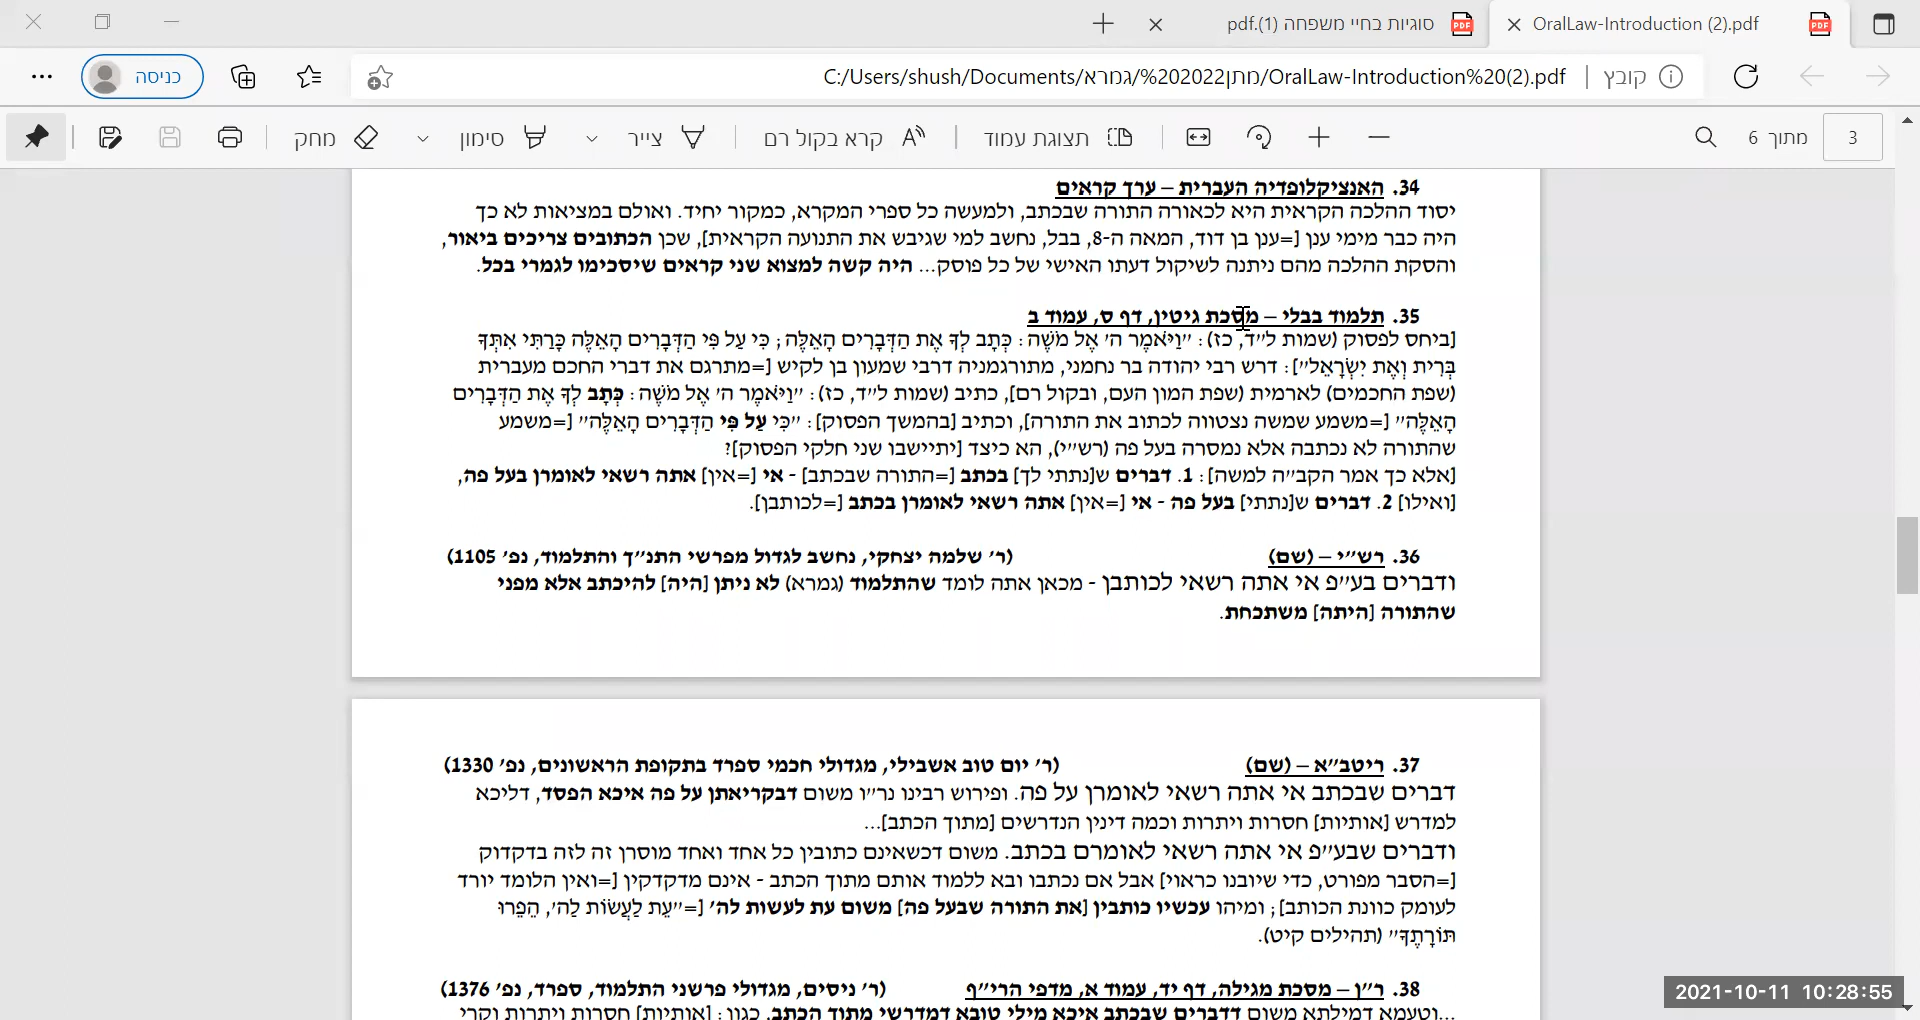 OralLaw-Introduction (2).pdf
סוגיות בחיי משפחה (1).pdf
קובץ
C:/Users/shush/Documents/גמרא/%202022מתן/OralLaw-Introduction%20(2).pdf
כניסה
3 מתוך 6
תצוגת עמוד
קרא בקול רם
צייר
סימון
מחק
34. האנציקלופדיה העברית – ערך קראים
יסוד ההלכה הקראית היא לכאורה התורה שבכתב, ולמעשה כל ספרי המקרא, כמקור יחיד. ואולם במציאות לא כך
היה כבר מימי ענן [=ענן בן דוד, המאה ה-8, בבל, נחשב למי שגיבש את התנועה הקראית], שכן הכתובים צריכים ביאור,
והסקת ההלכה מהם ניתנה לשיקול דעתו האישי של כל פוסק... היה קשה למצוא שני קראים שיסכימו לגמרי בכל.
35. תלמוד בבלי – מסכת גיטין, דף ס, עמוד ב
[ביחס לפסוק (שמות ל"ד, כז): "וַיֹּאמֶר ה' אֶל מֹשֶׁה: כְּתָב לְךָ אֶת הַדְּבָרִים הָאֵלֶּה; כִּי עַל פִּי הַדְּבָרִים הָאֵלֶּה כָּרַתִּי אִתְּךָ
בְּרִית וְאֶת יִשְׂרָאֵל"]: דרש רבי יהודה בר נחמני, מתורגמניה דרבי שמעון בן לקיש [=מתרגם את דברי החכם מעברית
(שפת החכמים) לארמית (שפת המון העם, ובקול רם], כתיב (שמות ל"ד, כז): "וַיֹּאמֶר ה' אֶל מֹשֶׁה: כְּתָב לְךָ אֶת הַדְּבָרִים
הָאֵלֶּה" [=משמע שמשה נצטווה לכתוב את התורה], וכתיב [בהמשך הפסוק]: "כִּי עַל פִּי הַדְּבָרִים הָאֵלֶּה" [=משמע
שהתורה לא נכתבה אלא נמסרה בעל פה (רש"י), הא כיצד [יתיישבו שני חלקי הפסוק]?
[אלא כך אמר הקב"ה למשה]: 1. דברים ש[נתתי לך] בכתב [=התורה שבכתב] - אי [=אין] אתה רשאי לאומרן בעל פה,
[ואילו] 2. דברים ש[נתתי] בעל פה - אי [=אין] אתה רשאי לאומרן בכתב [=לכותבן].
36. רש"י – (שם) (ר' שלמה יצחקי, נחשב לגדול מפרשי התנ"ך והתלמוד, נפ' 1105)
ודברים בע"פ אי אתה רשאי לכותבן - מכאן אתה לומד שהתלמוד (גמרא) לא ניתן [היה] להיכתב אלא מפני
שהתורה [היתה] משתכחת.
37. ריטב"א – (שם) (ר' יום טוב אשבילי, מגדולי חכמי ספרד בתקופת הראשונים, נפ' 1330)
דברים שבכתב אי אתה רשאי לאומרן על פה. ופירוש רבינו נר"ו משום דבקריאתן על פה איכא הפסד, דליכא
למדרש [אותיות] חסרות ויתרות וכמה דינין הנדרשים [מתוך הכתב]...
ודברים שבע"פ אי אתה רשאי לאומרם בכתב. משום דכשאינם כתובין כל אחד ואחד מוסרן זה לזה בדקדוק
[=הסבר מפורט, כדי שיובנו כראוי] אבל אם נכתבו ובא ללמוד אותם מתוך הכתב - אינם מדקדקין [=ואין הלומד יורד
לעומק כוונת הכותב]; ומיהו עכשיו כותבין [את התורה שבעל פה] משום עת לעשות לה' [="עֵת לַעֲשׂוֹת לַה', הֵפֵרוּ
תּוֹרָתֶךָ" (תהילים קיט).
38. ר"ן – מסכת מגילה, דף יד, עמוד א, מדפי הרי"ף (ר' ניסים, מגדולי פרשני התלמוד, ספרד, נפ' 1376)
...וטעמא דמילתא משום דדברים שבכתב איכא מילי טובא דמדרשי מתוך הכתב, כגון: [אותיות] חסרות ויתרות וקרי
2021-10-11 10:28:55